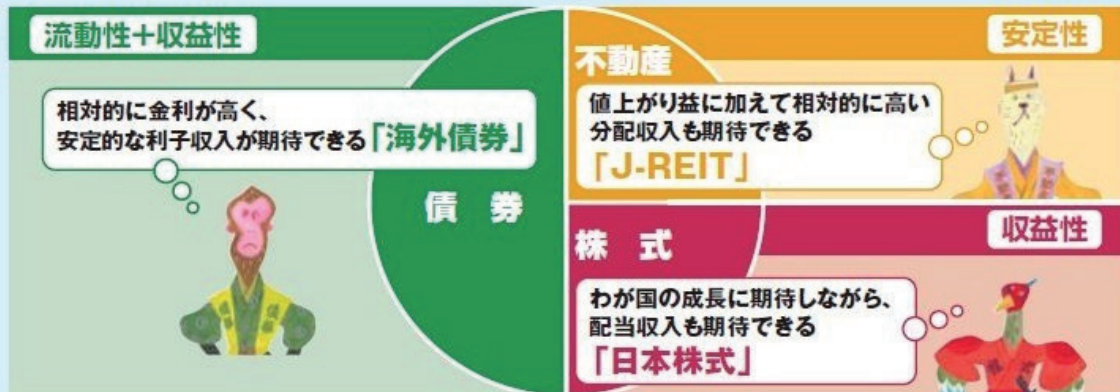 流動性+収益性
相対的に金利が高く、
安定的な利子収入が期待できる「海外債券」
債 券
不動産
安定性
値上がり益に加えて相対的に高い
分配収入も期待できる
「J-REIT」
株 式
収益性
わが国の成長に期待しながら、
配当収入も期待できる
「日本株式」